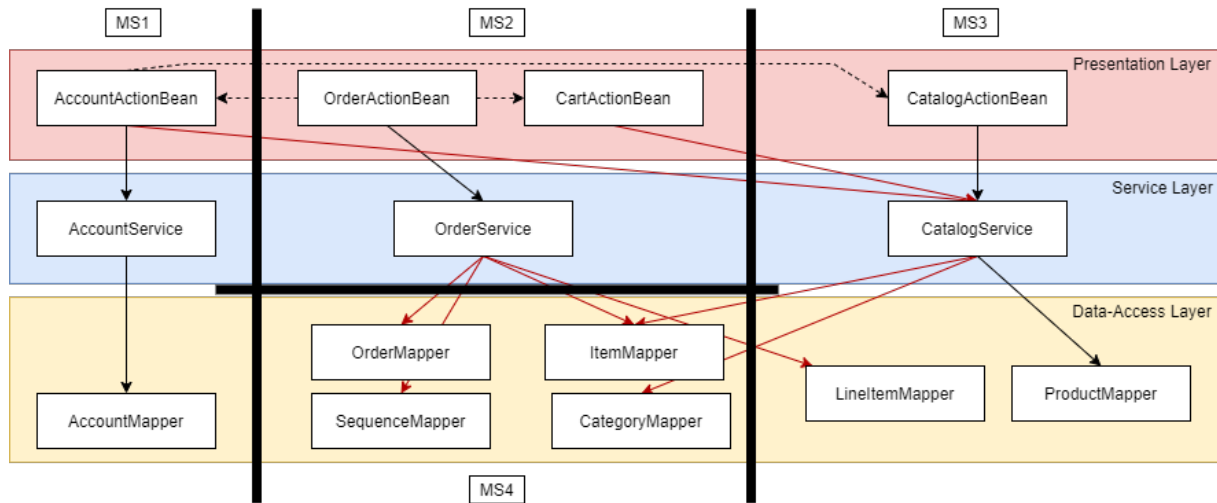 MS1
MS2
MS3
Presentation Layer
AccountActionBean
OrderActionBean
CartActionBean
CatalogActionBean
Service Layer
AccountService
OrderService
CatalogService
Data-Access Layer
OrderMapper
ItemMapper
LineItemMapper
ProductMapper
AccountMapper
SequenceMapper
CategoryMapper
MS4